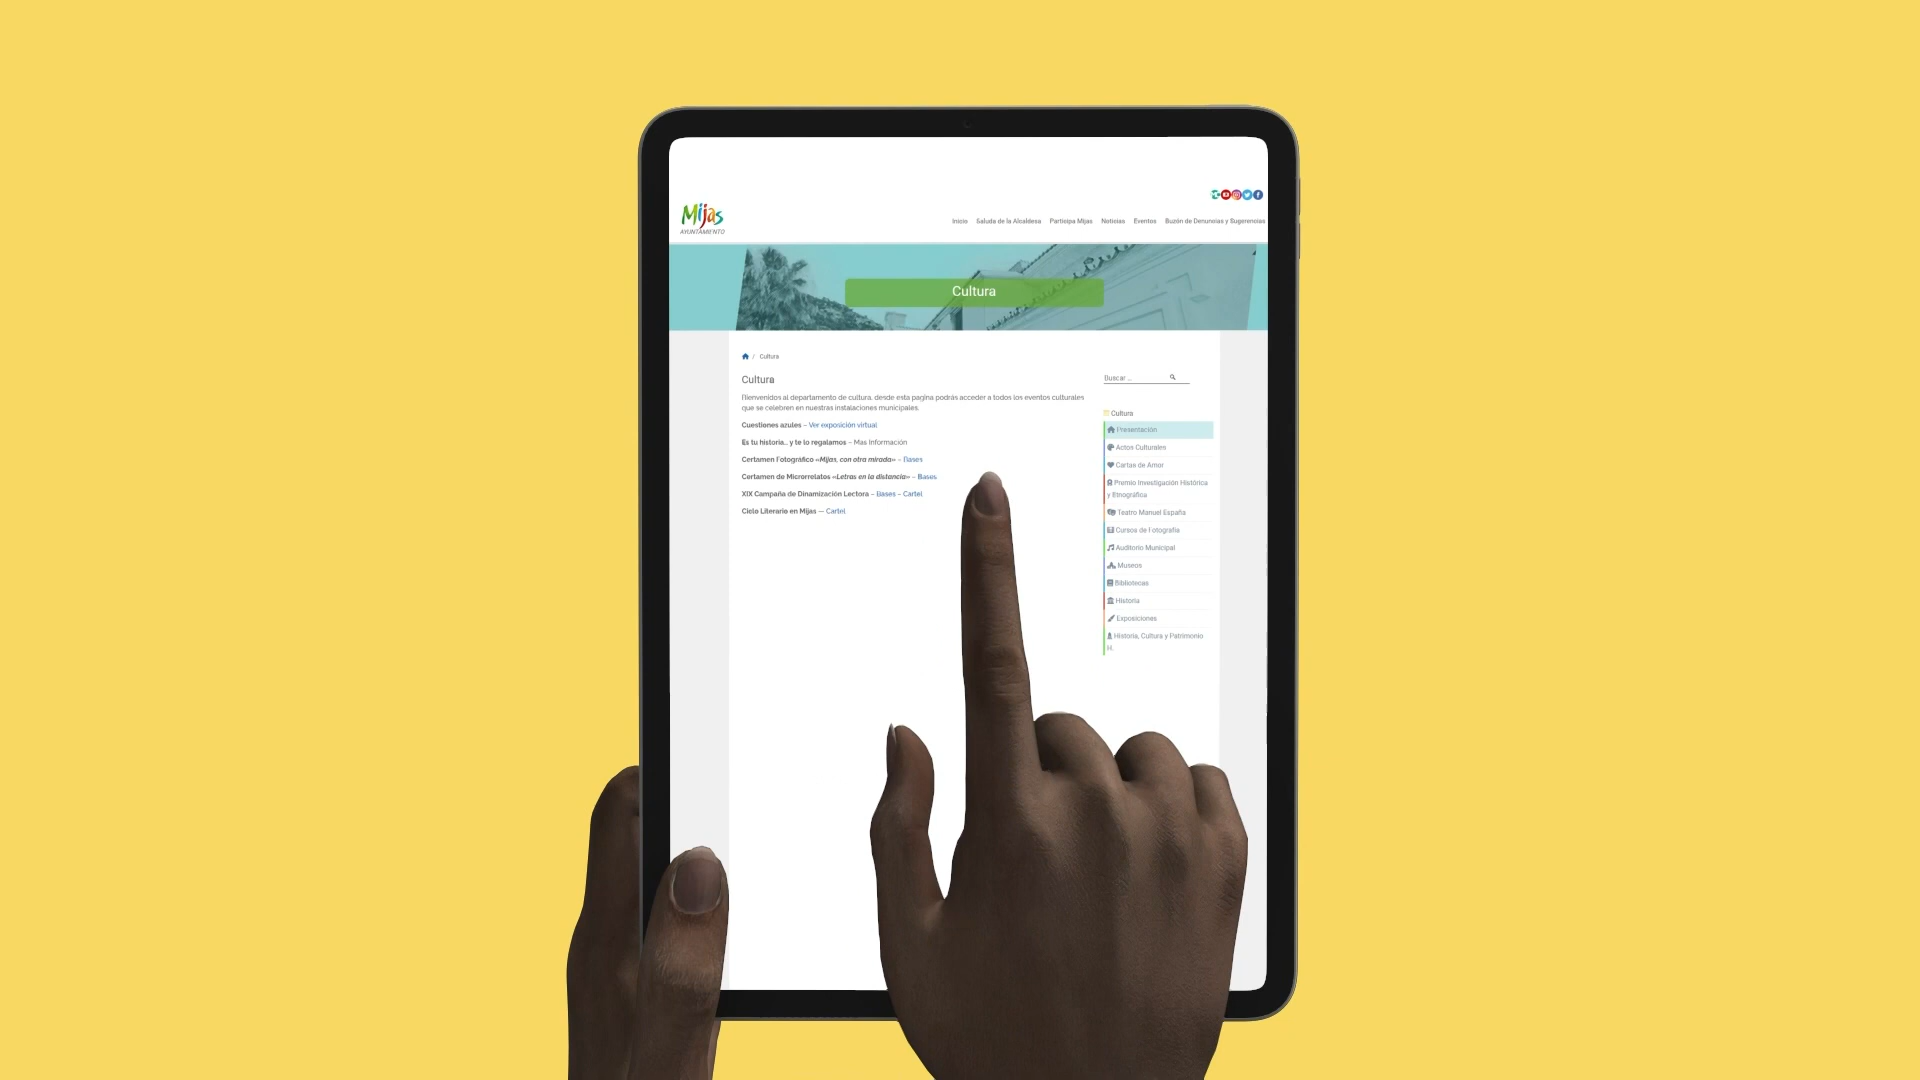 Mijas
AYUNTAMIENTO
Inicio Saluda de la Alcaldesa Participa Mijas Noticias Eventos Buzón de Denuncias y Sugerencias
Cultura
/ Cultura
Cultura
Bienvenidos al departamento de cultura, desde esta pagina podrás acceder a todos los eventos culturales
que se celebren en nuestras instalaciones municipales.
Cuestiones azules – Ver exposición virtual
Es tu historia… y te lo regalamos – Mas Información
Certamen Fotográfico «Mijas, con otra mirada» – Bases
Certamen de Microrrelatos «Letras en la distancia» – Bases
XIX Campaña de Dinamización Lectora – Bases – Cartel
Ciclo Literario en Mijas — Cartel
Buscar ...
Cultura
Presentación
Actos Culturales
Cartas de Amor
Premio Investigación Histórica
y Etnográfica
Teatro Manuel España
Cursos de Fotografía
Auditorio Municipal
Museos
Bibliotecas
Historia
Exposiciones
Historia, Cultura y Patrimonio
H.